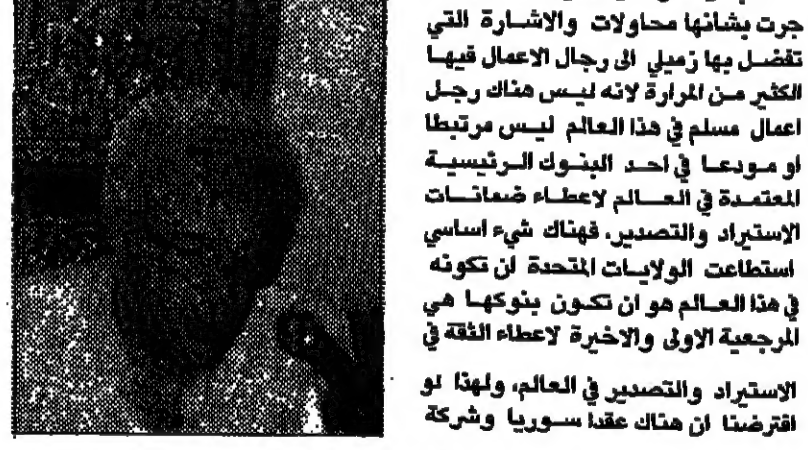 جرت بشانها محاولات والاشارة التي
تفضل بها زميلي الى رجال الاعمال فيها
الكثير من المرارة لانه ليس هناك رجل
اعمال مسلم في هذا العالم ليس مرتبطا
او مودعا في احد البنوك الرئيسية
المعتمدة في العالم لاعطاء ضمانات
الاستيراد والتصدير، فهناك شيء اساسي
استطاعت الولايات المتحدة ان تكونه
في هذا العالم هو ان تكون بنوكها هي
المرجعية الاولى والاخيرة لاعطاء الثقة في
الاستيراد والتصدير في العالم، ولهذا لو
افترضنا ان هناك عقدا سوريا وشركة